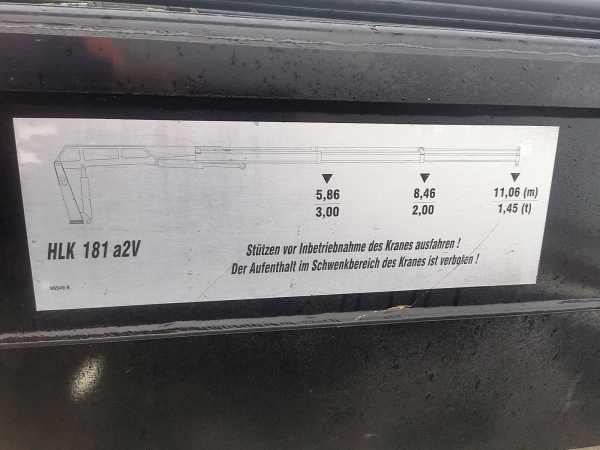 5,86 8,46 11,06 (m)
3,00 2,00 1,45 (t)
HLK 181 a2V
Stützen vor Inbetriebnahme des Kranes ausfahren !
Der Aufenthalt im Schwenkbereich des Kranes ist verboten !